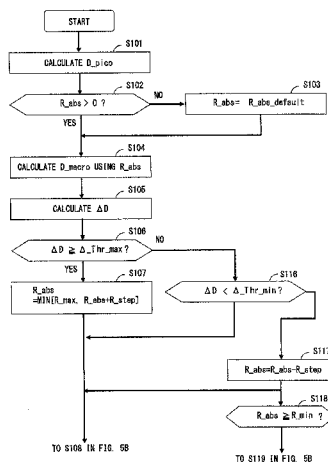 START
S101
CALCULATE D_pico
S102
R_abs > 0 ?
NO
S103
R_abs= R_abs_default
YES
S104
CALCULATE D_macro USING R_abs
S105
CALCULATE ΔD
S106
ΔD ≧ Δ_Thr_max?
NO
YES
S107
R_abs
=MIN[R_max, R_abs+R_step]
S116
ΔD < Δ_Thr_min?
S117
R_abs=R_abs-R_step
S118
R_abs ≧ R_min ?
TO S108 IN FIG. 5B
TO S119 IN FIG. 5B